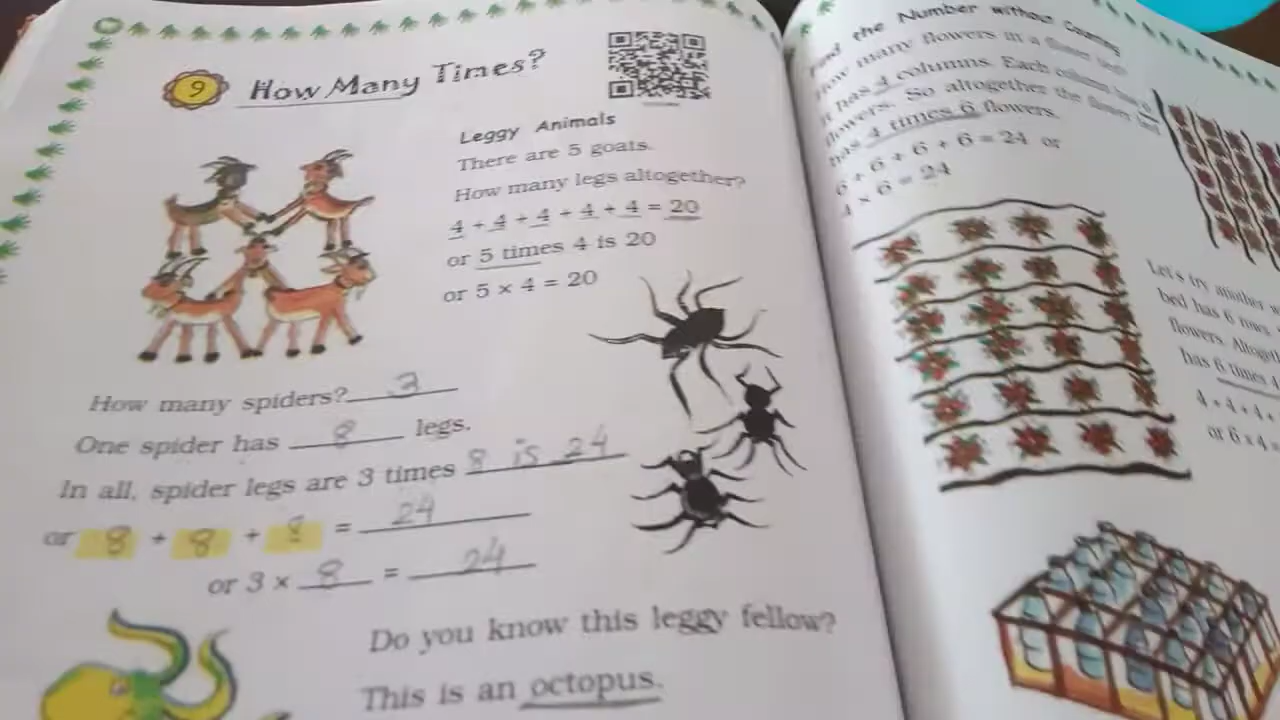 9 How Many Times?
Leggy Animals
There are 5 goats.
How many legs altogether?
4 + 4 + 4 + 4 + 4 = 20
or 5 times 4 is 20
or 5 × 4 = 20
How many spiders? 3
One spider has 8 legs.
In all, spider legs are 3 times 8 is 24
or 8 + 8 + 8 = 24
or 3 × 8 = 24
Do you know this leggy fellow?
This is an octopus.
the Number without Counting
How many flowers in a flower bed?
It has 4 columns. Each column has 6
flowers. So altogether the flower bed
has 4 times 6 flowers.
6 + 6 + 6 + 6 = 24 or
4 × 6 = 24
Let's try another
bed has 6 rows
flowers.
has 6 times 4
4 + 4 + 4 +
or 6 x 4 =